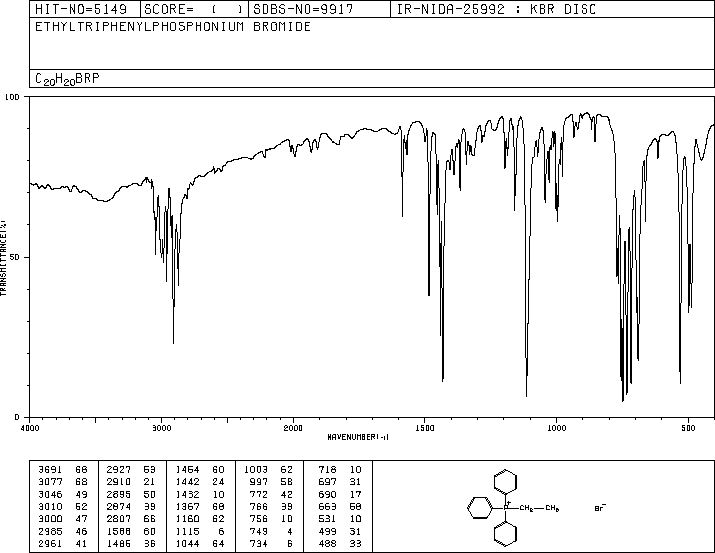 HIT-NO=5149 SCORE= ( ) SDBS-NO=9917 IR-NIDA-25992 : KBR DISC
ETHYLTRIPHENYLPHOSPHONIUM BROMIDE
C20H20BRP
100
50
0
TRANSMITTANCE(%)
4000 3000 2000 1500 1000 500
WAVENUMBER(-1)
3691 66 2927 59 1454 60 1003 62 718 10
3077 68 2910 21 1442 24 997 58 697 31
3046 49 2895 50 1432 10 772 42 690 17
3010 52 2874 39 1367 68 766 39 663 58
3000 47 2807 66 1160 62 756 10 531 10
2985 46 1588 60 1115 6 749 4 499 31
2961 41 1486 36 1044 64 734 6 488 33
P+ CH2 CH3 Br-